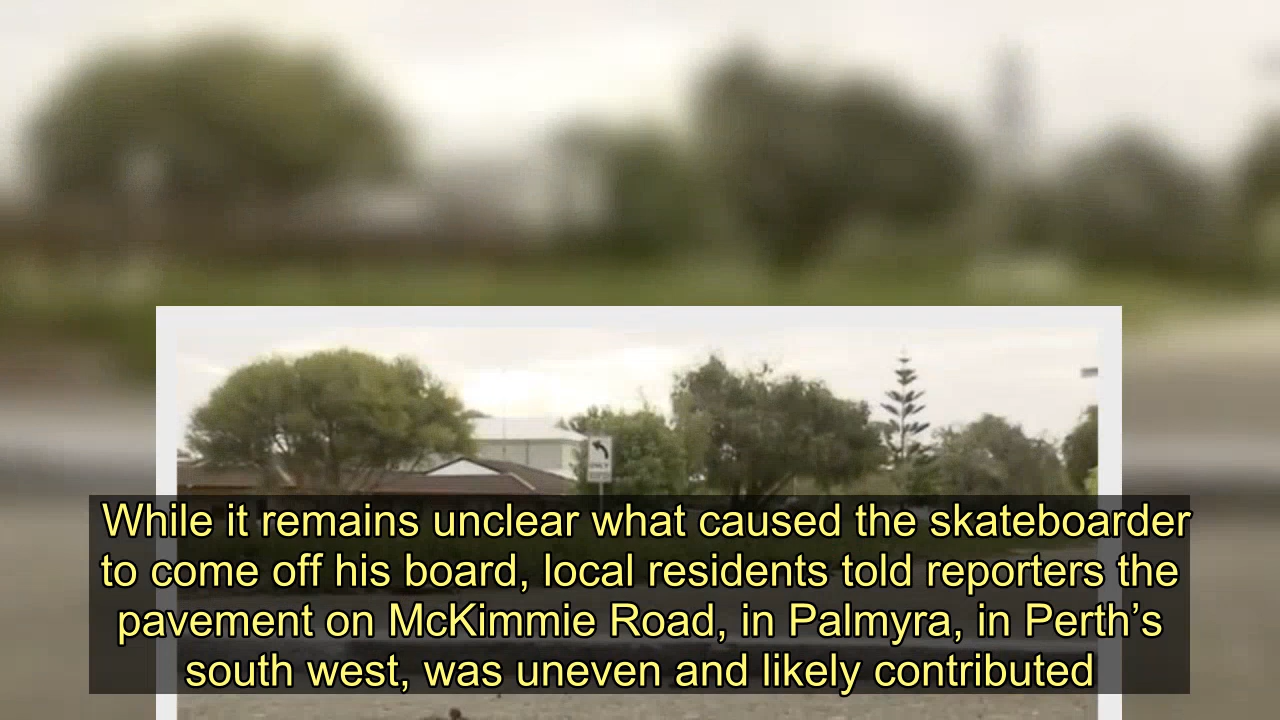 ONLY
While it remains unclear what caused the skateboarder
to come off his board, local residents told reporters the
pavement on McKimmie Road, in Palmyra, in Perth’s
south west, was uneven and likely contributed